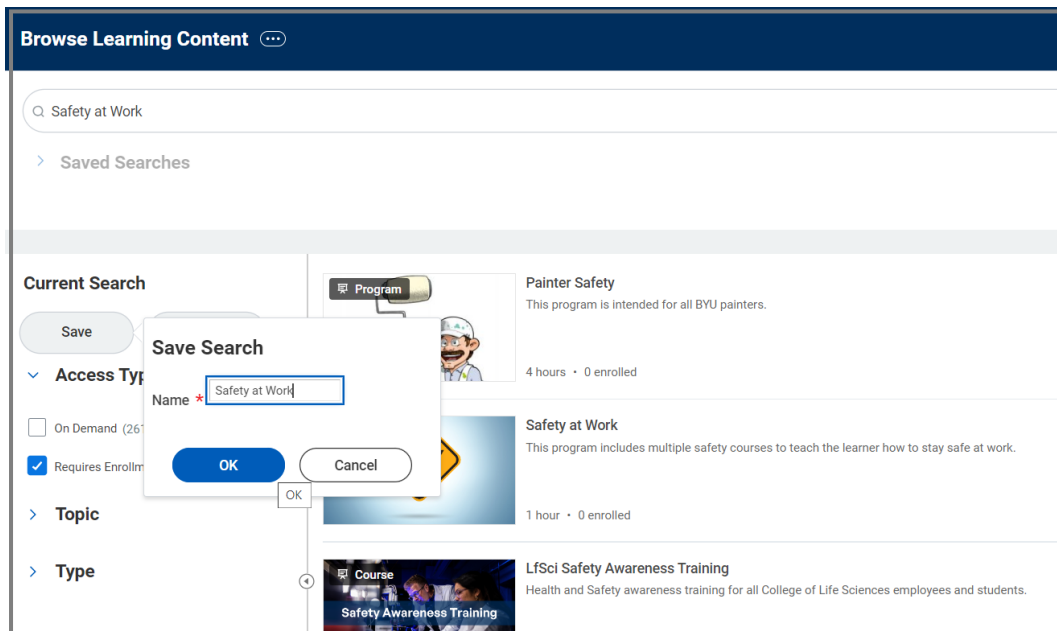 Browse Learning Content
Safety at Work
Saved Searches
Current Search
Save
Save Search
Name * Safety at Work
OK
Cancel
OK
Access Typ
On Demand (261
Requires Enrollm
Topic
Type
Program
Painter Safety
This program is intended for all BYU painters.
4 hours • 0 enrolled
Safety at Work
This program includes multiple safety courses to teach the learner how to stay safe at work.
1 hour • 0 enrolled
Course
Safety Awareness Training
LfSci Safety Awareness Training
Health and Safety awareness training for all College of Life Sciences employees and students.